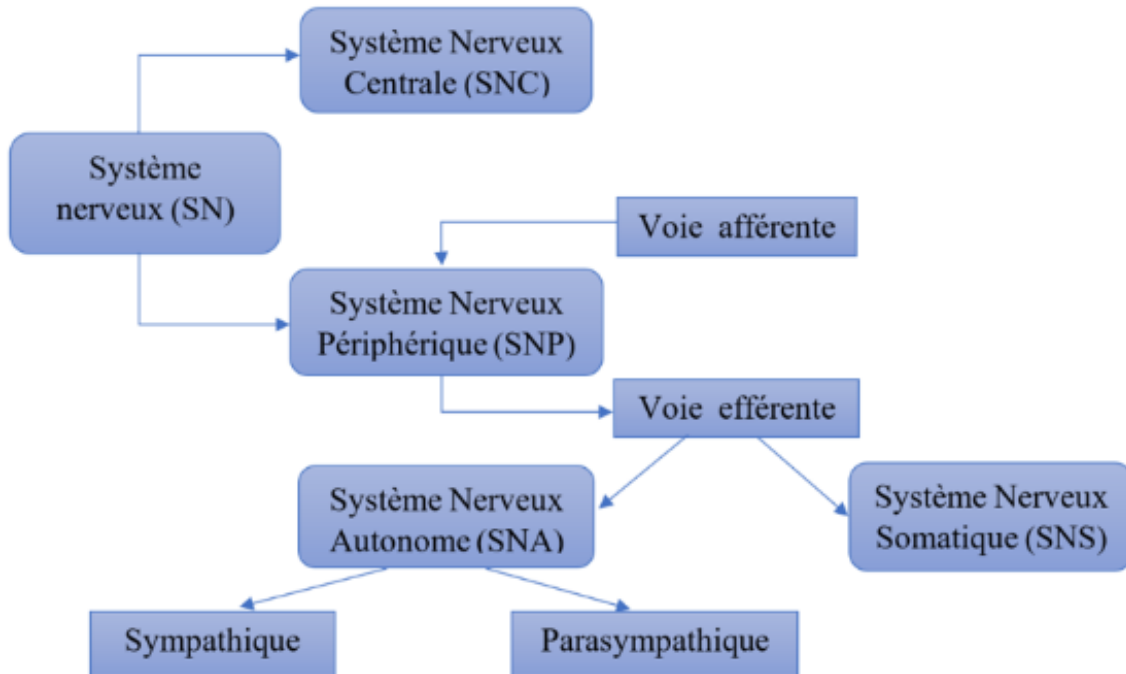 Système Nerveux
Centrale (SNC)
Système
nerveux (SN)
Voie afférente
Système Nerveux
Périphérique (SNP)
Voie efférente
Système Nerveux
Autonome (SNA)
Système Nerveux
Somatique (SNS)
Sympathique
Parasympathique